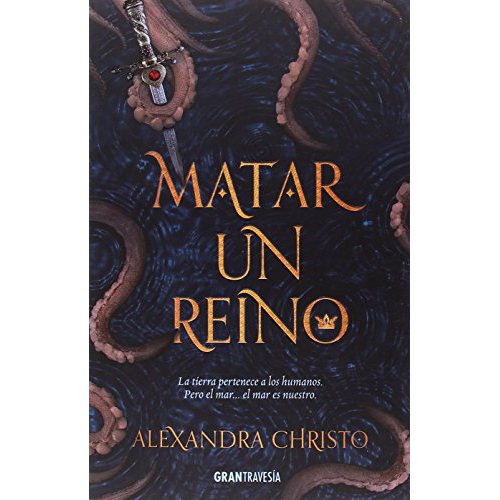 MATAR
UN
REINO
La tierra pertenece a los humanos.
Pero el mar... el mar es nuestro.
ALEXANDRA CHRISTO
GRANTRAVESÍA